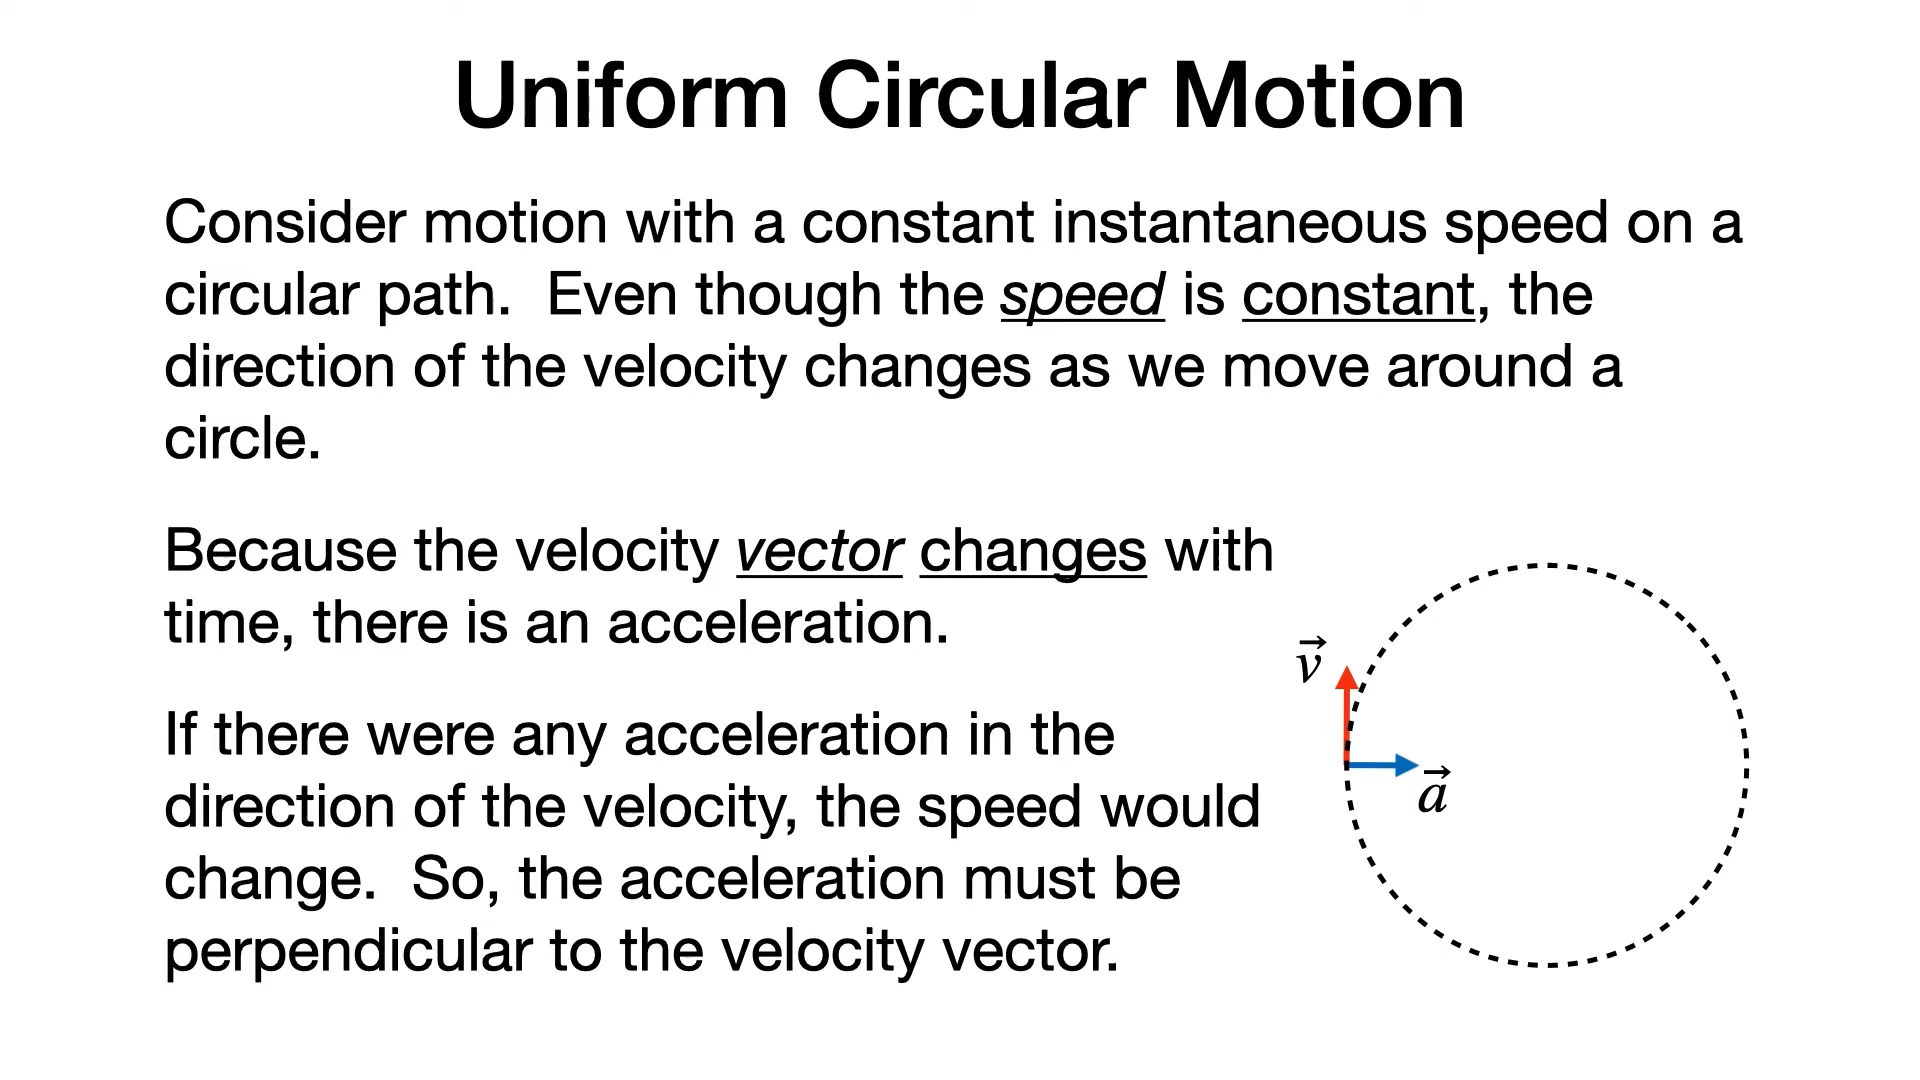 Uniform Circular Motion
Consider motion with a constant instantaneous speed on a
circular path.  Even though the speed is constant, the
direction of the velocity changes as we move around a
circle.
Because the velocity vector changes with
time, there is an acceleration.
If there were any acceleration in the
direction of the velocity, the speed would
change.  So, the acceleration must be
perpendicular to the velocity vector.
v⃗
a⃗